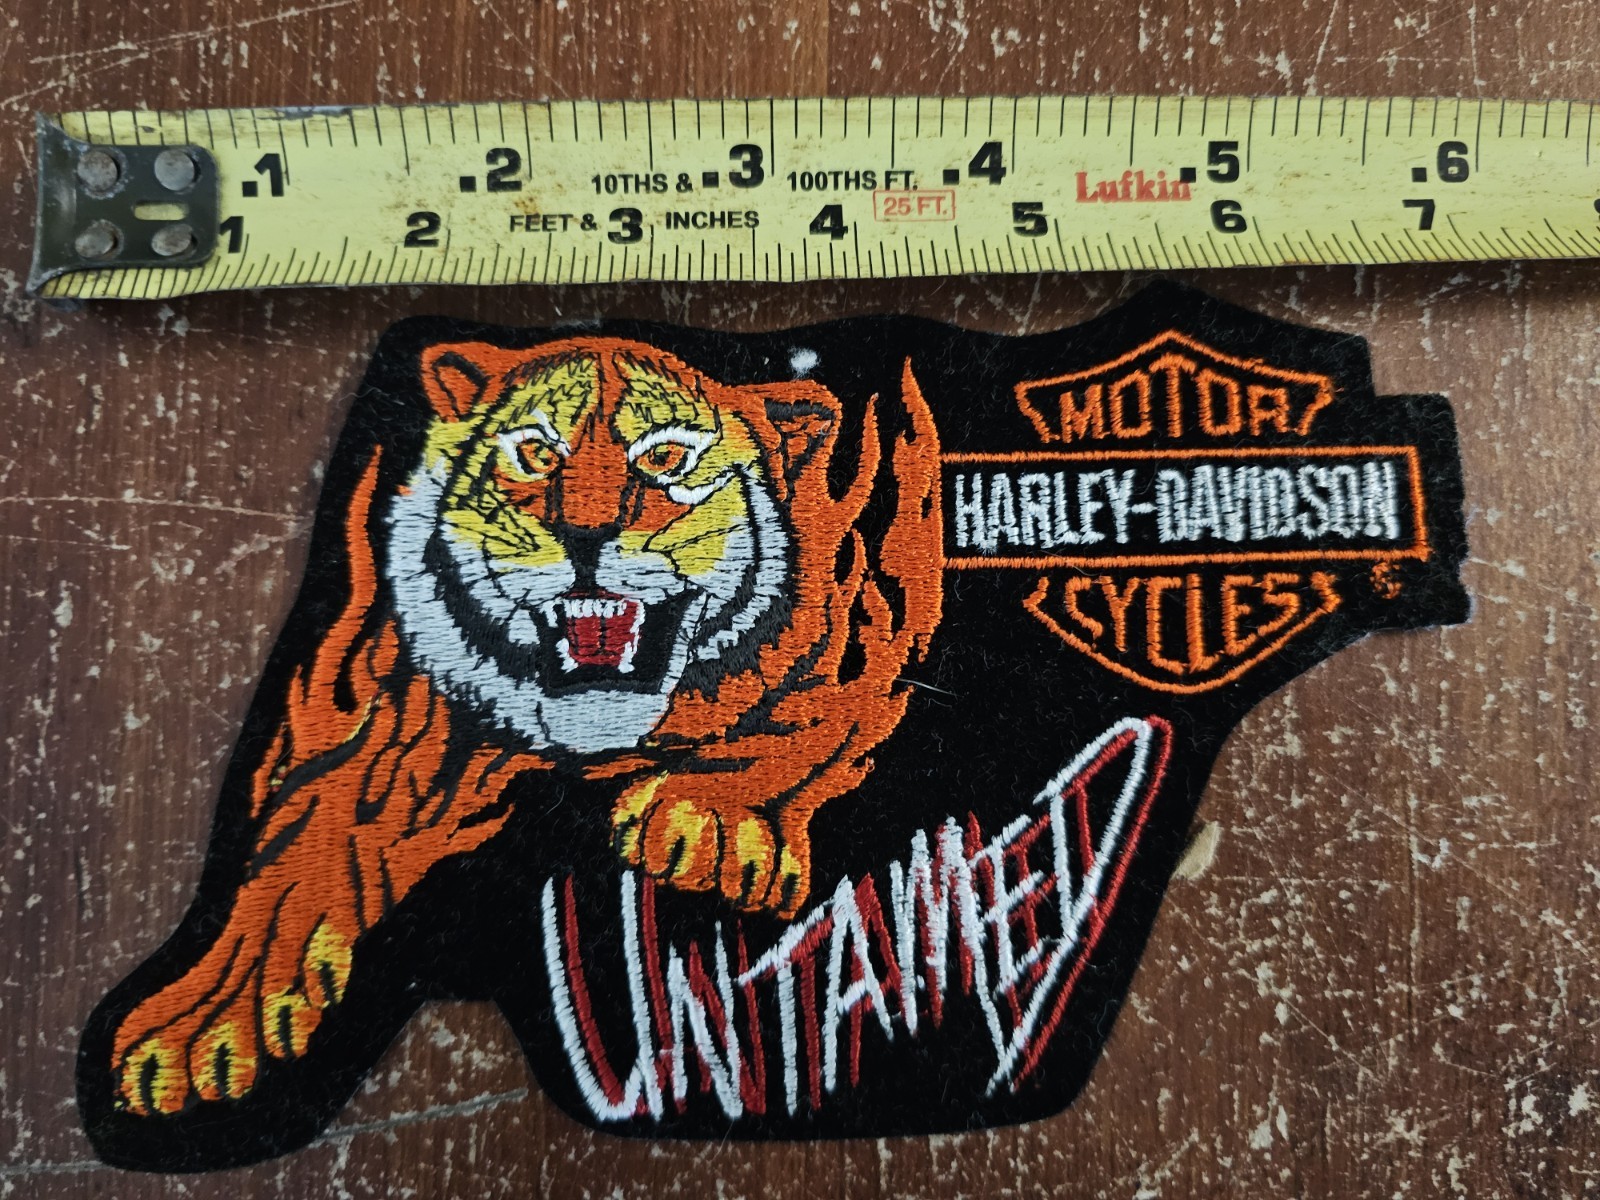 .1 .2 .3 .4 .5 .6
10THS & 100THS FT.
Lufkin
25 FT.
FEET & INCHES
1 2 3 4 5 6 7
MOTOR
HARLEY-DAVIDSON
CYCLES
UNTAMED